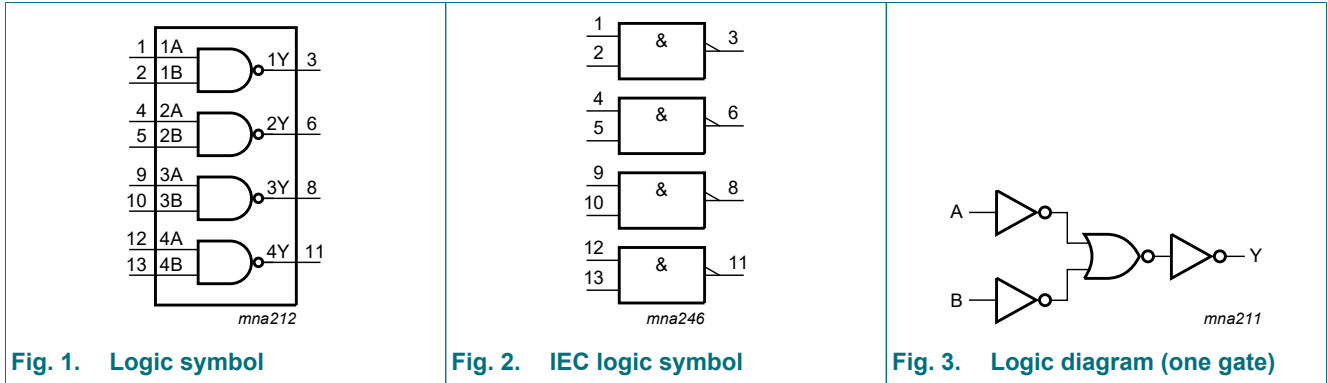 1 1A
1Y 3
2 1B
4 2A
2Y 6
5 2B
9 3A
3Y 8
10 3B
12 4A
4Y 11
13 4B
mna212
Fig. 1. Logic symbol
1
&
3
2
4
&
6
5
9
&
8
10
12
&
11
13
mna246
Fig. 2. IEC logic symbol
A
Y
B
mna211
Fig. 3. Logic diagram (one gate)